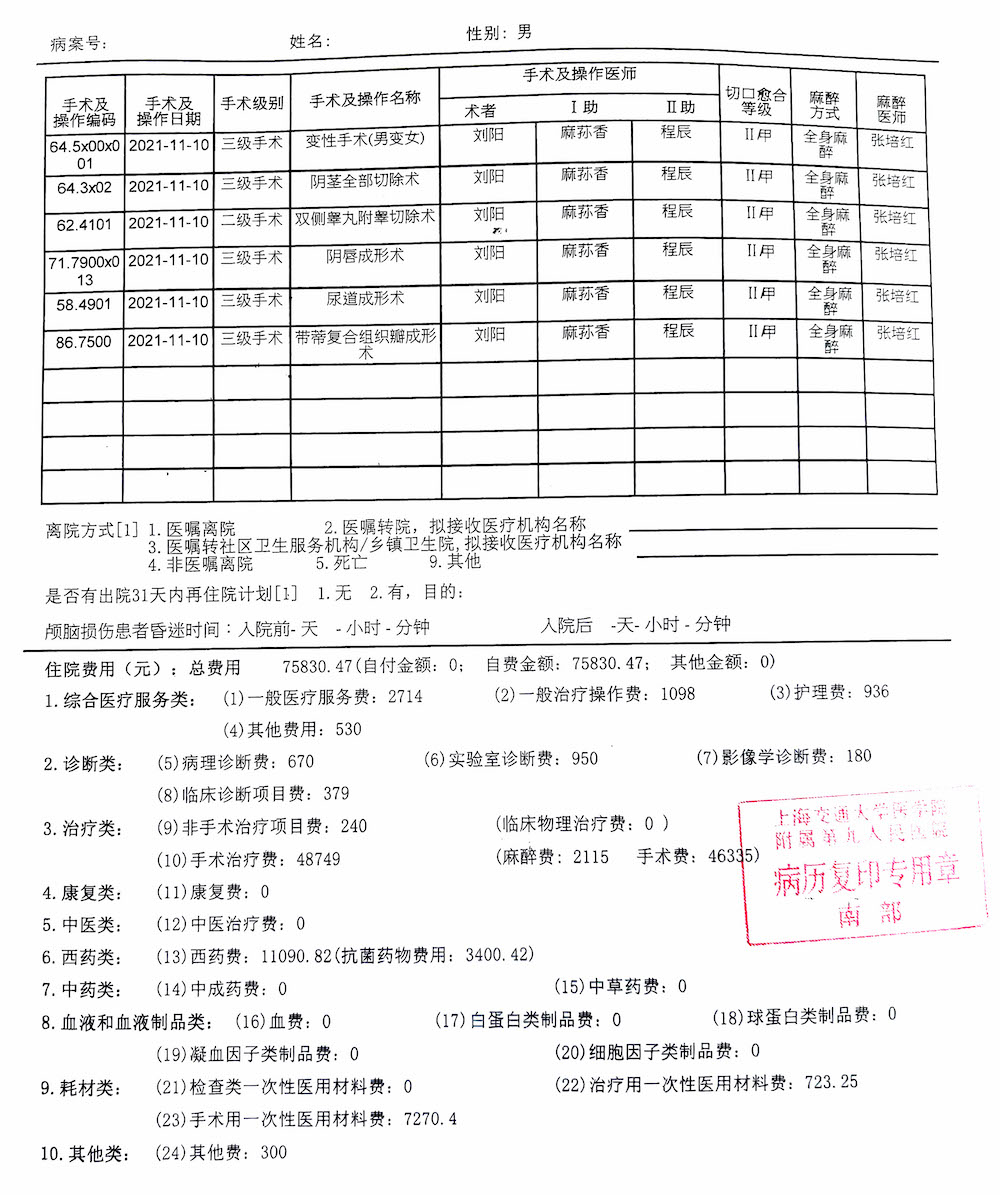 病案号: 姓名: 性别: 男
手术及操作编码 手术及操作日期 手术级别 手术及操作名称 手术及操作医师 切口愈合等级 麻醉方式 麻醉医师
术者 I 助 II助
64.5x00x001 2021-11-10 三级手术 变性手术(男变女) 刘阳 麻荪香 程辰 II甲 全身麻醉 张培红
64.3x02 2021-11-10 三级手术 阴茎全部切除术 刘阳 麻荪香 程辰 II甲 全身麻醉 张培红
62.4101 2021-11-10 二级手术 双侧睾丸附睾切除术 刘阳 麻荪香 程辰 II甲 全身麻醉 张培红
71.7900x013 2021-11-10 三级手术 阴唇成形术 刘阳 麻荪香 程辰 II甲 全身麻醉 张培红
58.4901 2021-11-10 三级手术 尿道成形术 刘阳 麻荪香 程辰 II甲 全身麻醉 张培红
86.7500 2021-11-10 三级手术 带蒂复合组织瓣成形术 刘阳 麻荪香 程辰 II甲 全身麻醉 张培红
离院方式[1] 1.医嘱离院 2.医嘱转院, 拟接收医疗机构名称
3.医嘱转社区卫生服务机构/乡镇卫生院,拟接收医疗机构名称
4.非医嘱离院 5.死亡 9.其他
是否有出院31天内再住院计划[1] 1.无 2.有, 目的:
颅脑损伤患者昏迷时间:入院前- 天 - 小时 - 分钟 入院后 -天- 小时 - 分钟
住院费用(元); 总费用 75830.47(自付金额: 0; 自费金额: 75830.47; 其他金额: 0)
1.综合医疗服务类: (1)一般医疗服务费: 2714 (2)一般治疗操作费: 1098 (3)护理费: 936
(4)其他费用: 530
2.诊断类: (5)病理诊断费: 670 (6)实验室诊断费: 950 (7)影像学诊断费: 180
(8)临床诊断项目费: 379
3.治疗类: (9)非手术治疗项目费: 240 (临床物理治疗费: 0 )
(10)手术治疗费: 48749 (麻醉费: 2115 手术费: 46335)
4.康复类: (11)康复费: 0
5.中医类: (12)中医治疗费: 0
6.西药类: (13)西药费: 11090.82(抗菌药物费用: 3400.42)
7.中药类: (14)中成药费: 0 (15)中草药费: 0
8.血液和血液制品类: (16)血费: 0 (17)白蛋白类制品费: 0 (18)球蛋白类制品费: 0
(19)凝血因子类制品费: 0 (20)细胞因子类制品费: 0
9.耗材类: (21)检查类一次性医用材料费: 0 (22)治疗用一次性医用材料费: 723.25
(23)手术用一次性医用材料费: 7270.4
10.其他类: (24)其他费: 300
上海交通大学医学院
附属第九人民医院
病历复印专用章
南 部